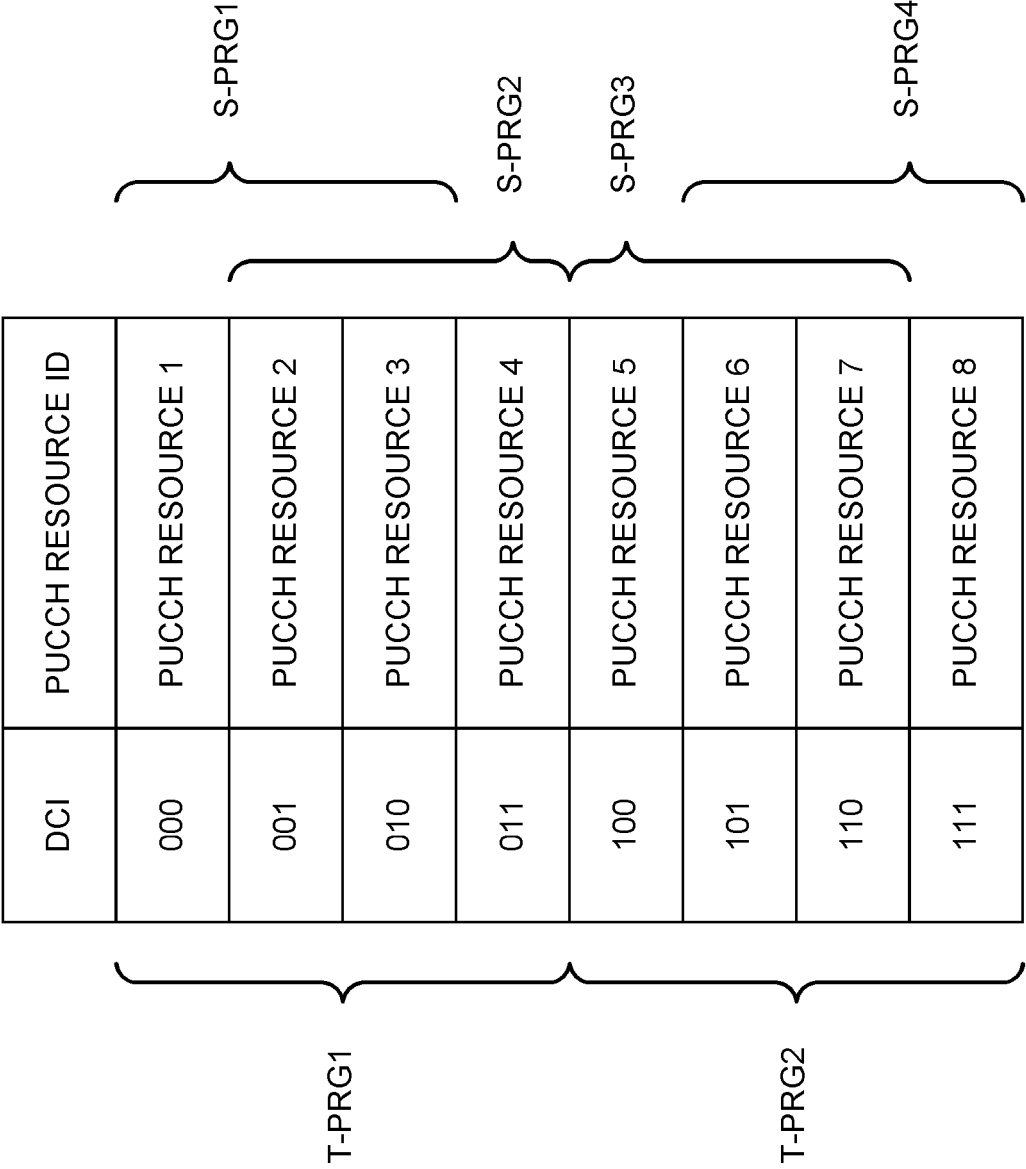 DCI
PUCCH RESOURCE ID
000
PUCCH RESOURCE 1
001
PUCCH RESOURCE 2
010
PUCCH RESOURCE 3
011
PUCCH RESOURCE 4
100
PUCCH RESOURCE 5
101
PUCCH RESOURCE 6
110
PUCCH RESOURCE 7
111
PUCCH RESOURCE 8
T-PRG1
T-PRG2
S-PRG1
S-PRG2
S-PRG3
S-PRG4